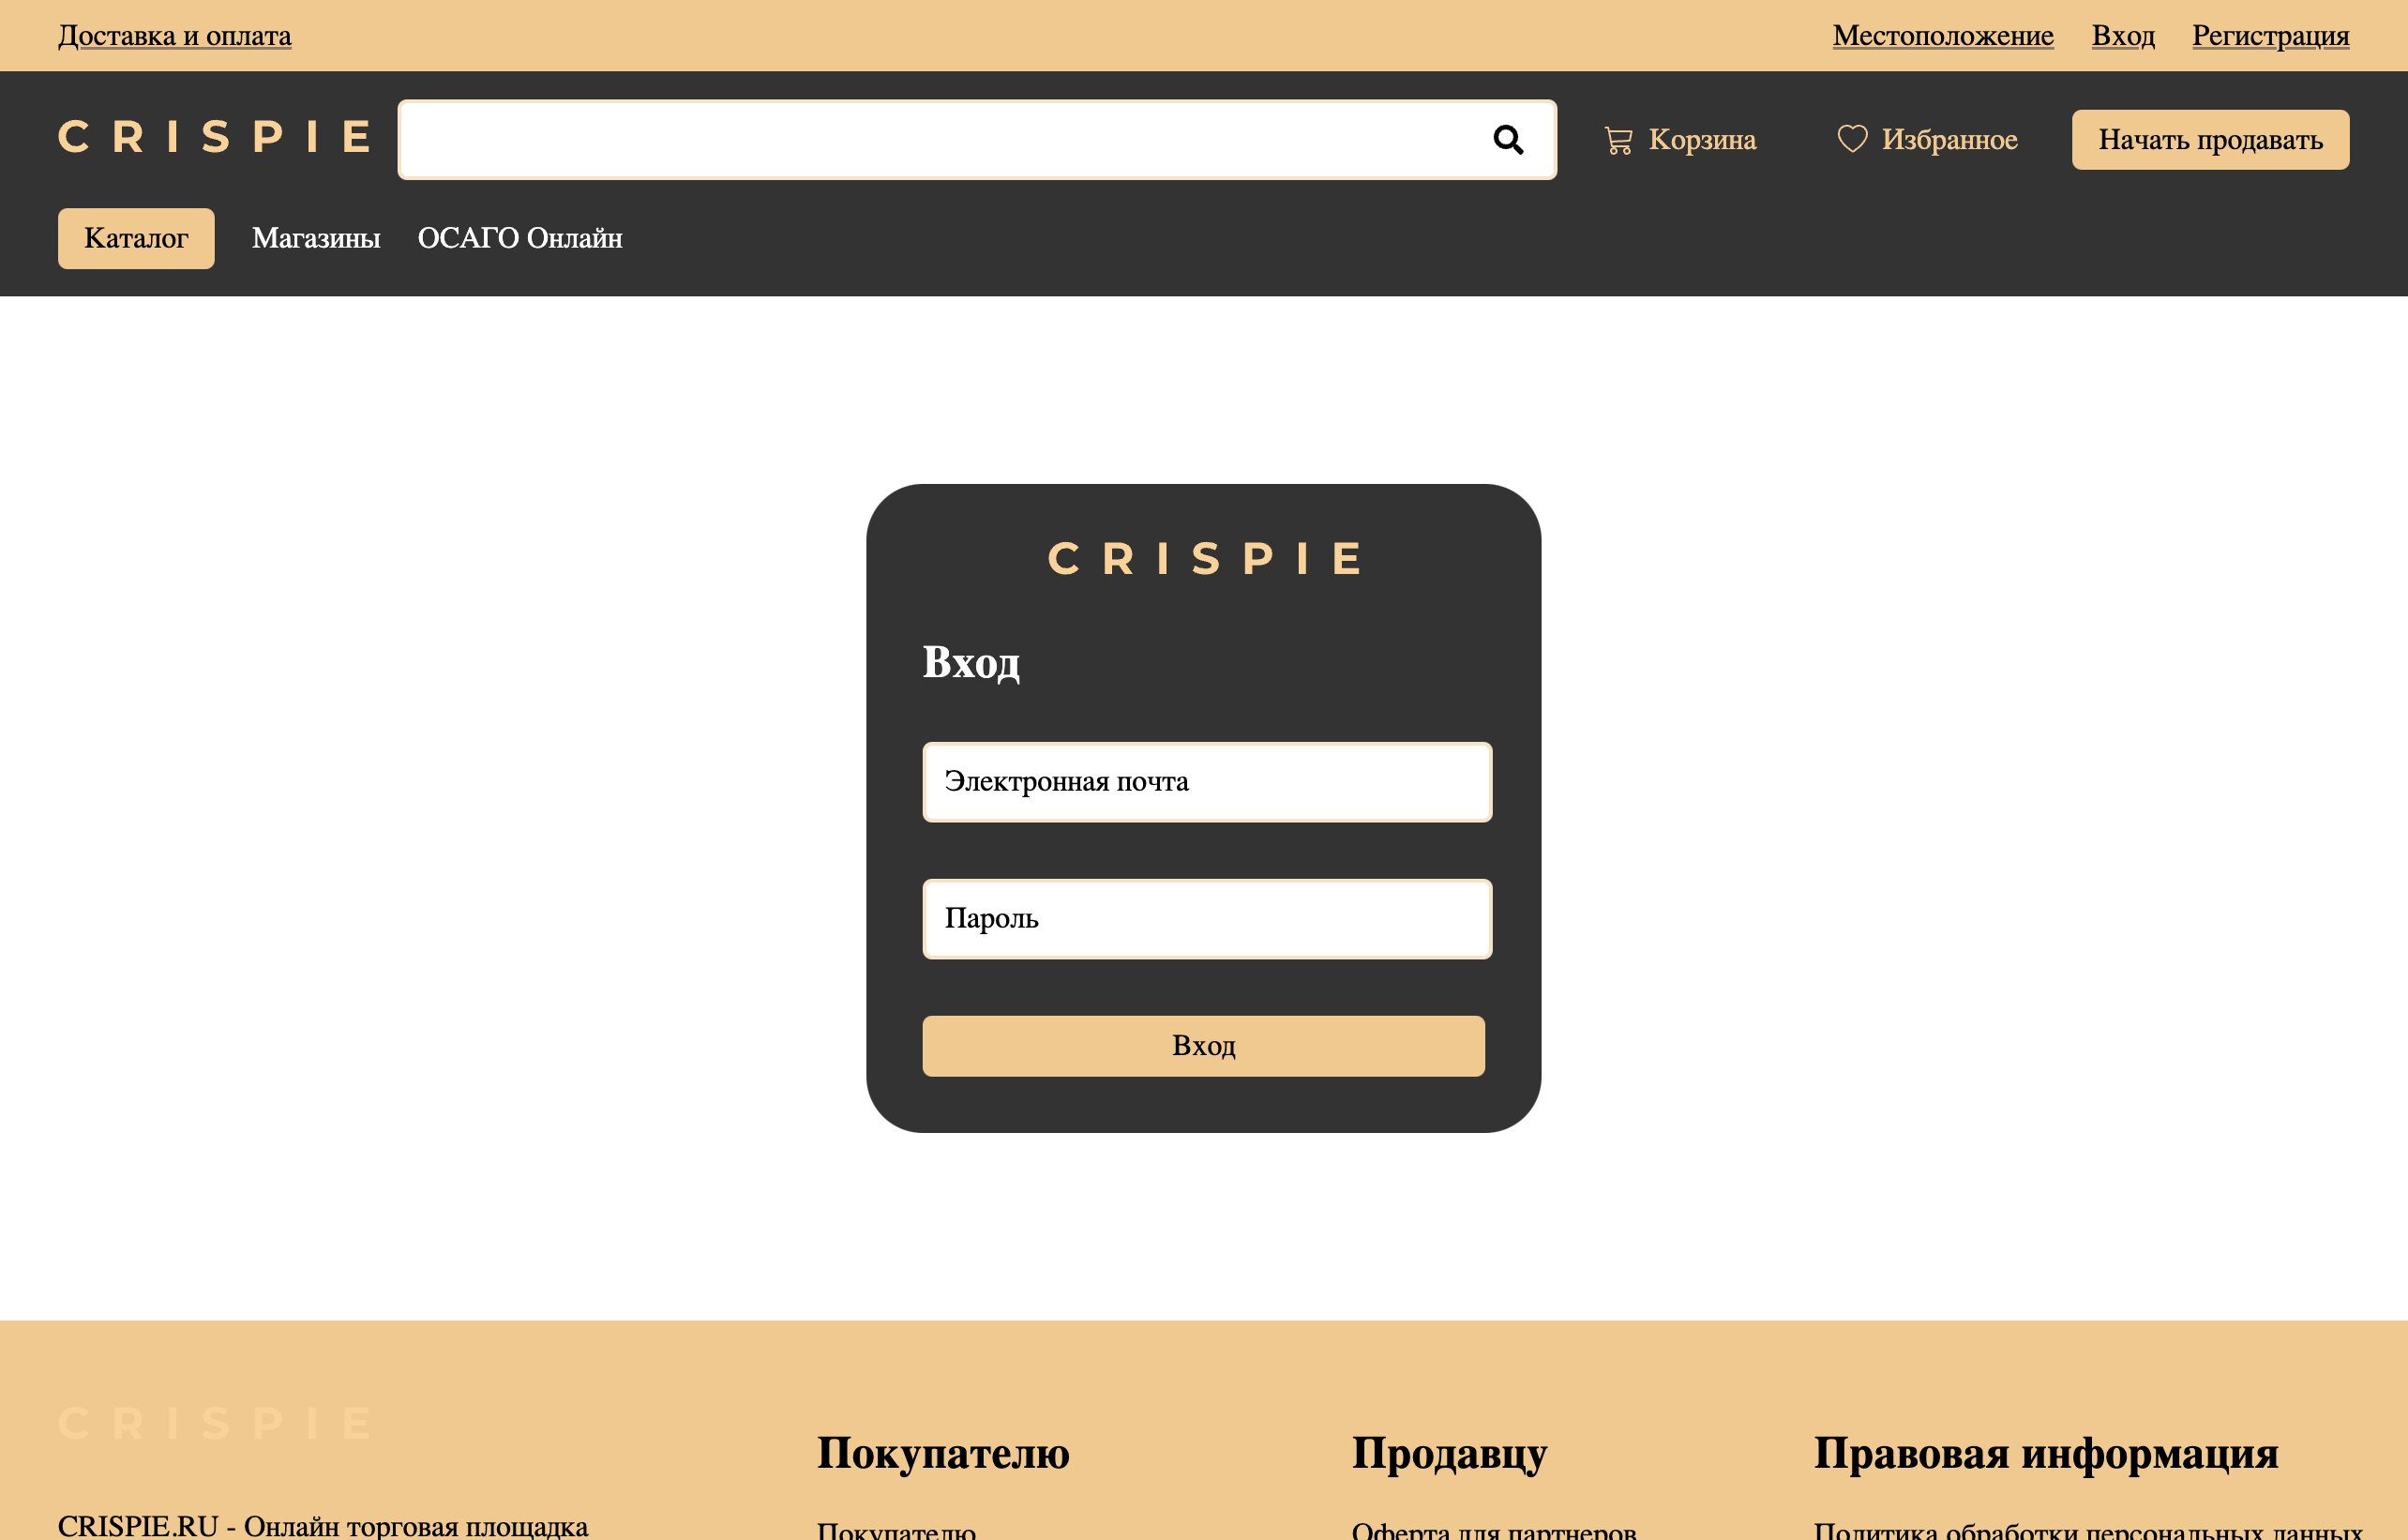 Доставка и оплата
Местоположение Вход Регистрация
CRISPIE
Корзина Избранное Начать продавать
Каталог Магазины ОСАГО Онлайн
CRISPIE
Вход
Электронная почта
Пароль
Вход
CRISPIE
Покупателю Продавцу Правовая информация
CRISPIE.RU - Онлайн торговая площадка
Покупателю Оферта для партнеров Политика обработки персональных данных